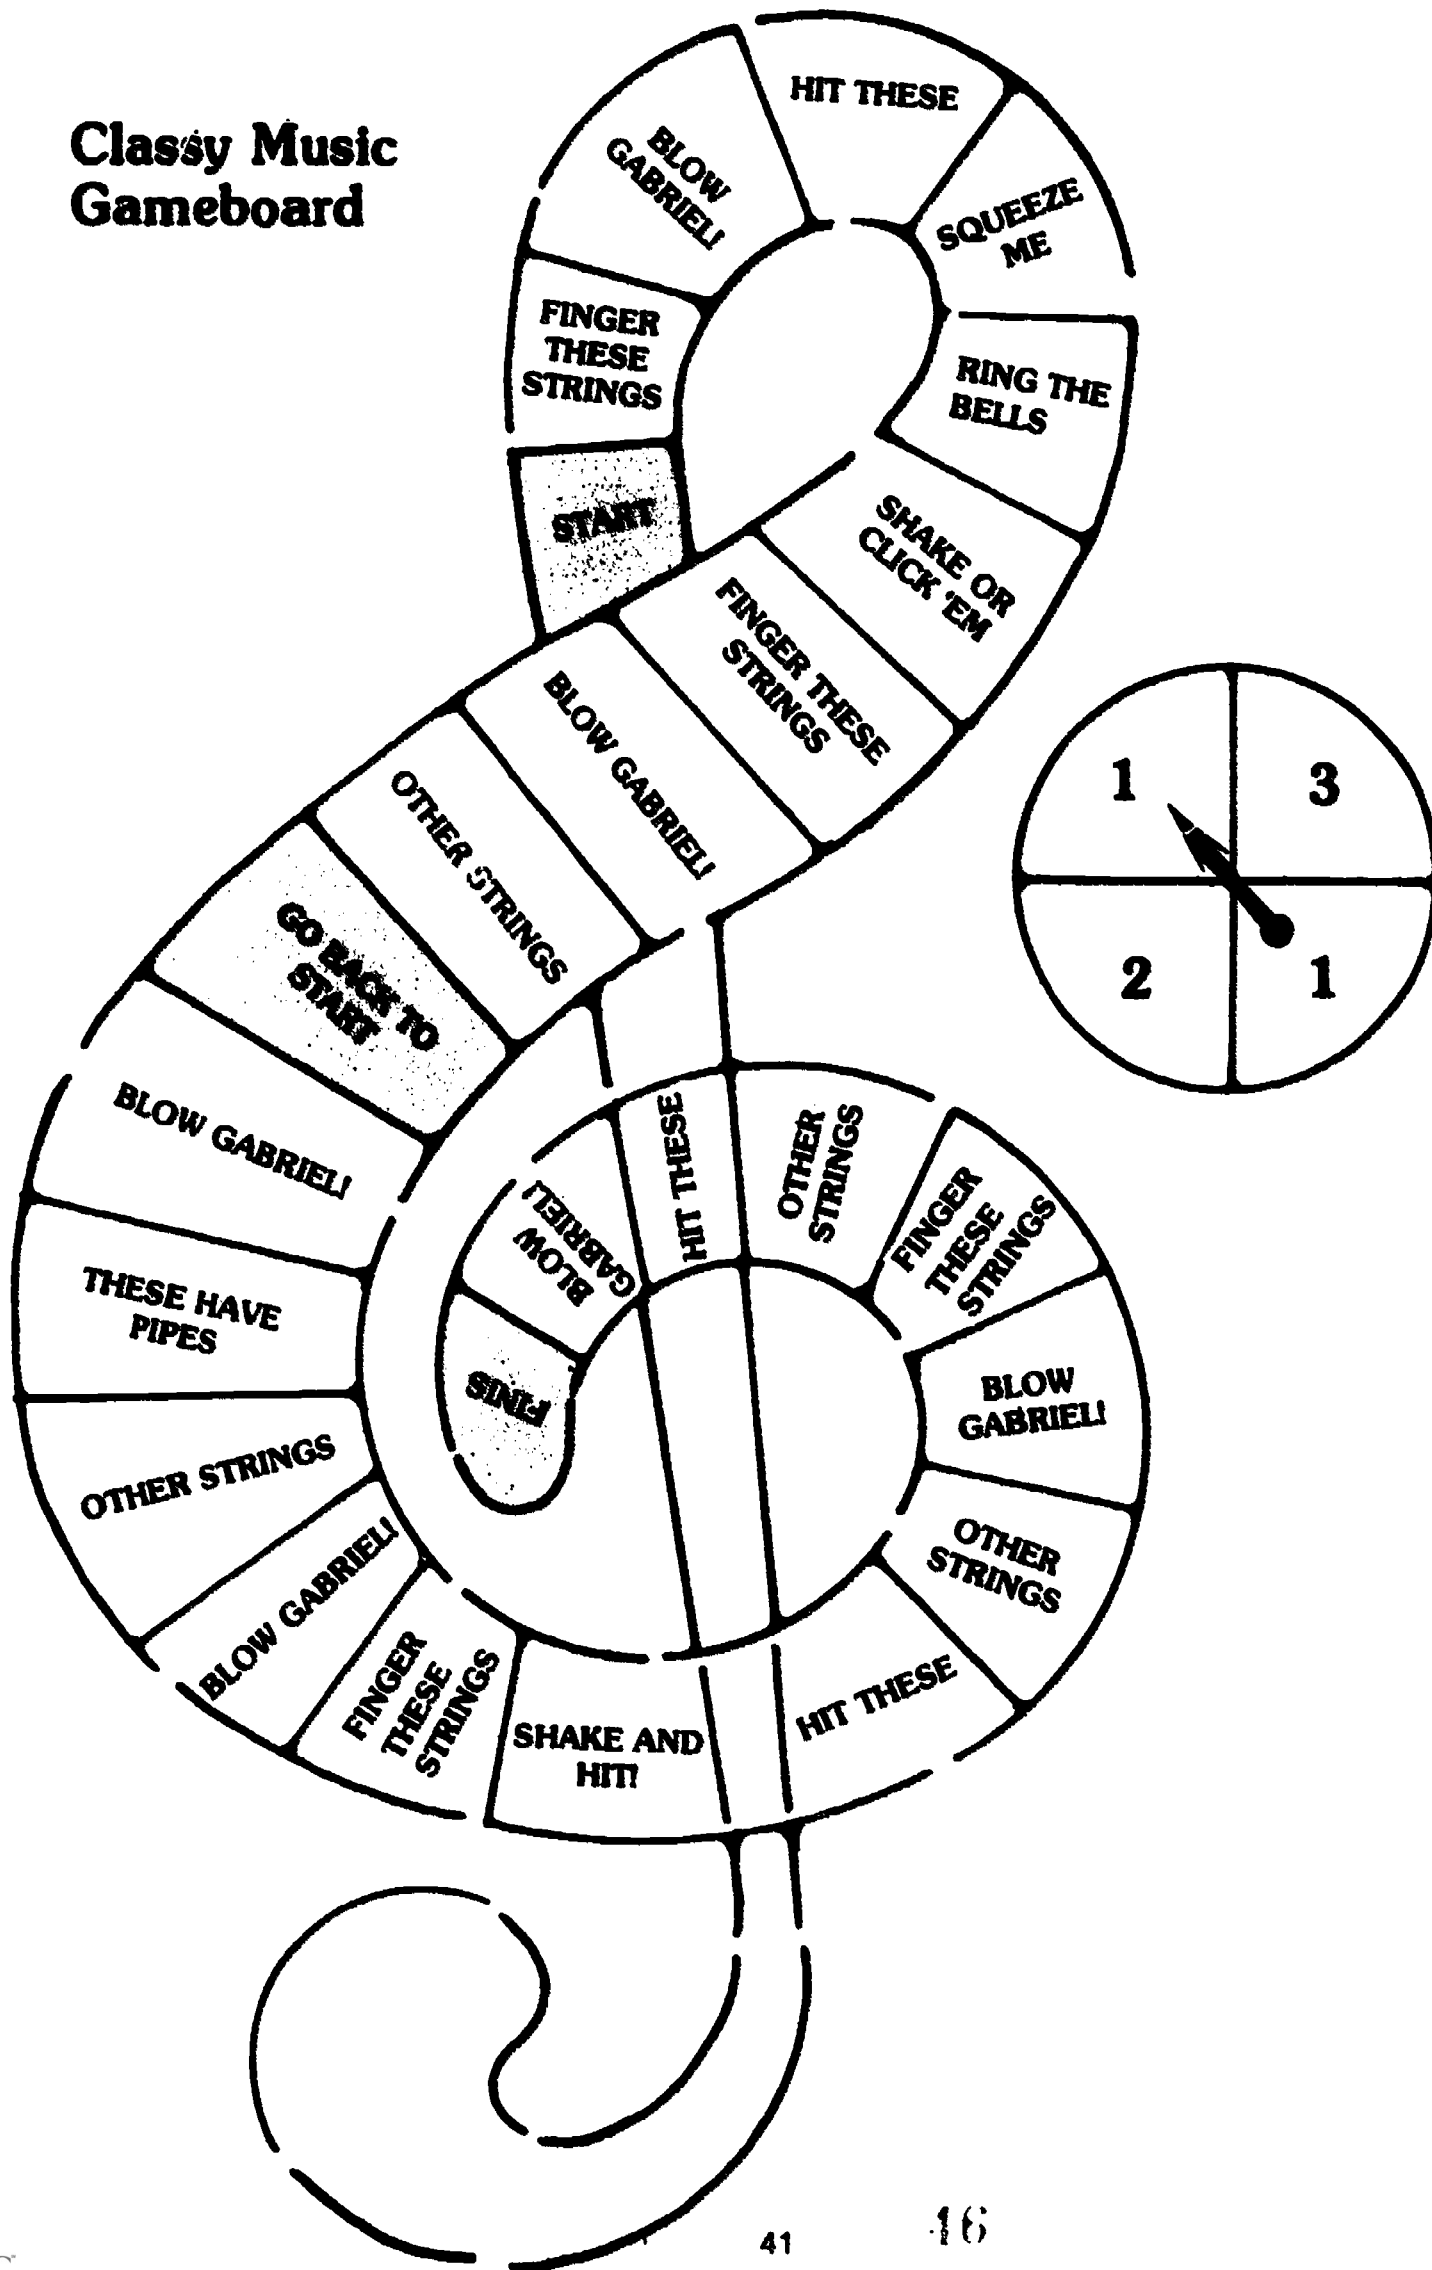 Classy Music
Gameboard
START
FINGER
THESE
STRINGS
BLOW
GABRIEL!
HIT THESE
SQUEEZE
ME
RING THE
BELLS
SHAKE OR
CLICK 'EM
FINGER THESE
STRINGS
BLOW GABRIEL!
OTHER STRINGS
GO BACK TO
START
BLOW GABRIEL!
THESE HAVE
PIPES
OTHER STRINGS
BLOW GABRIEL!
FINGER
THESE
STRINGS
SHAKE AND
HIT!
HIT THESE
OTHER
STRINGS
BLOW
GABRIEL!
FINGER
THESE
STRINGS
OTHER
STRINGS
HIT THESE
BLOW
GABRIEL!
FINIS
1
3
2
1
41
46